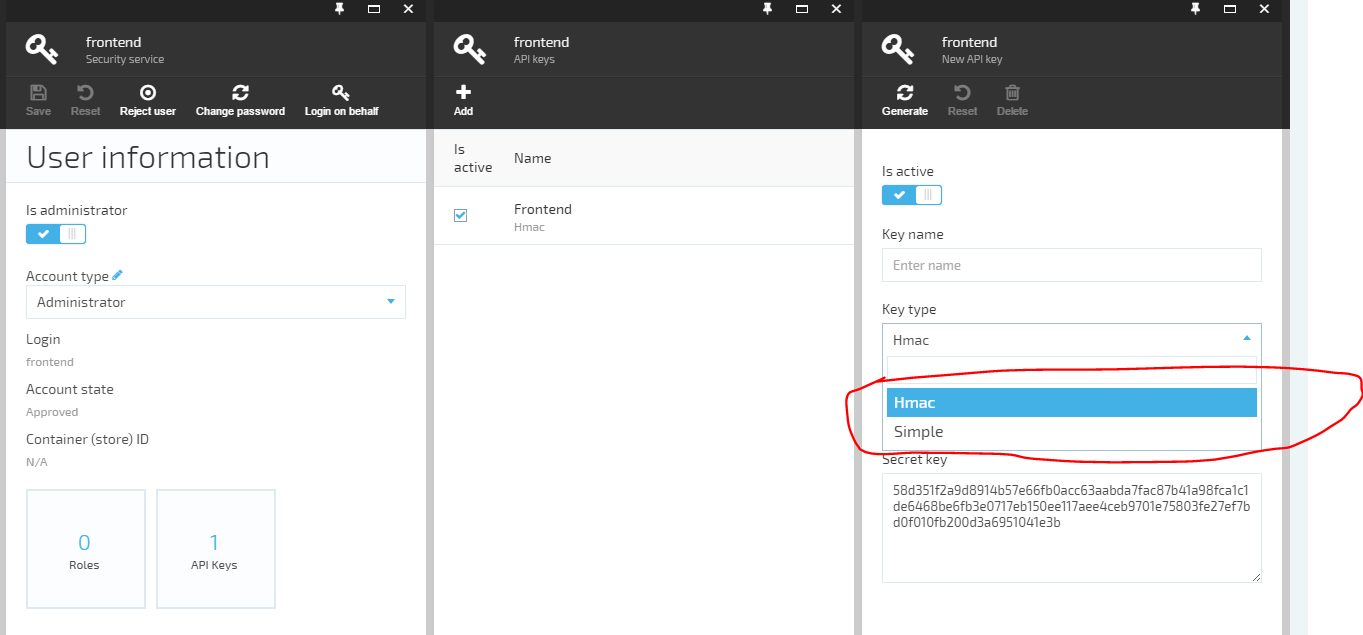 frontend
Security service
Save
Reset
Reject user
Change password
Login on behalf
User information
Is administrator
Account type
Administrator
Login
frontend
Account state
Approved
Container (store) ID
N/A
0
Roles
1
API Keys
frontend
API keys
Add
Is active
Name
Frontend
Hmac
frontend
New API key
Generate
Reset
Delete
Is active
Key name
Enter name
Key type
Hmac
Hmac
Simple
Secret key
58d351f2a9d8914b57e66fb0acc63aabda7fac87b41a98fca1c1
de6468be6fb3e0717eb150ee117aee4ceb9701e75803fe27ef7b
d0f010fb200d3a6951041e3b